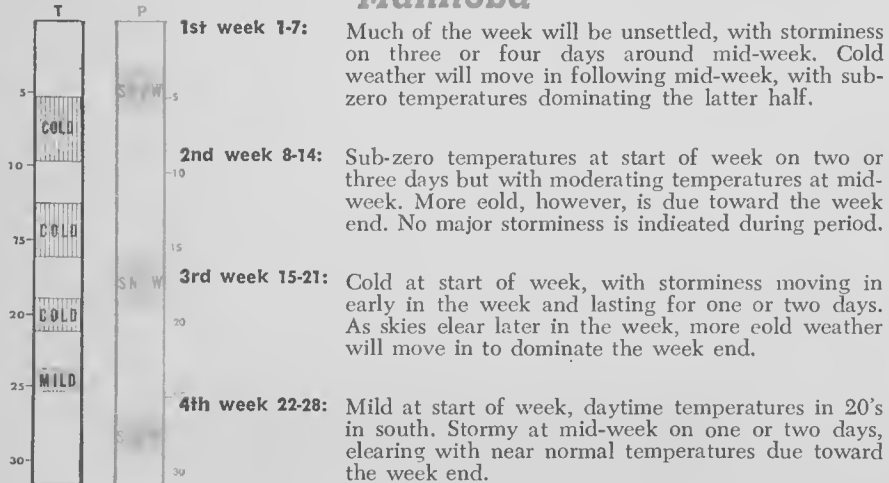 Manitoba
T P
1st week 1-7: Much of the week will be unsettled, with storminess
on three or four days around mid-week. Cold
weather will move in following mid-week, with sub-
zero temperatures dominating the latter half.
5 5
COLD
2nd week 8-14: Sub-zero temperatures at start of week on two or
three days but with moderating temperatures at mid-
week. More eold, however, is due toward the week
end. No major storminess is indieated during period.
10 10
COLD
15 15
3rd week 15-21: Cold at start of week, with storminess moving in
early in the week and lasting for one or two days.
As skies elear later in the week, more eold weather
will move in to dominate the week end.
COLD
20 20
MILD
25
4th week 22-28: Mild at start of week, daytime temperatures in 20's
in south. Stormy at mid-week on one or two days,
elearing with near normal temperatures due toward
the week end.
30 30